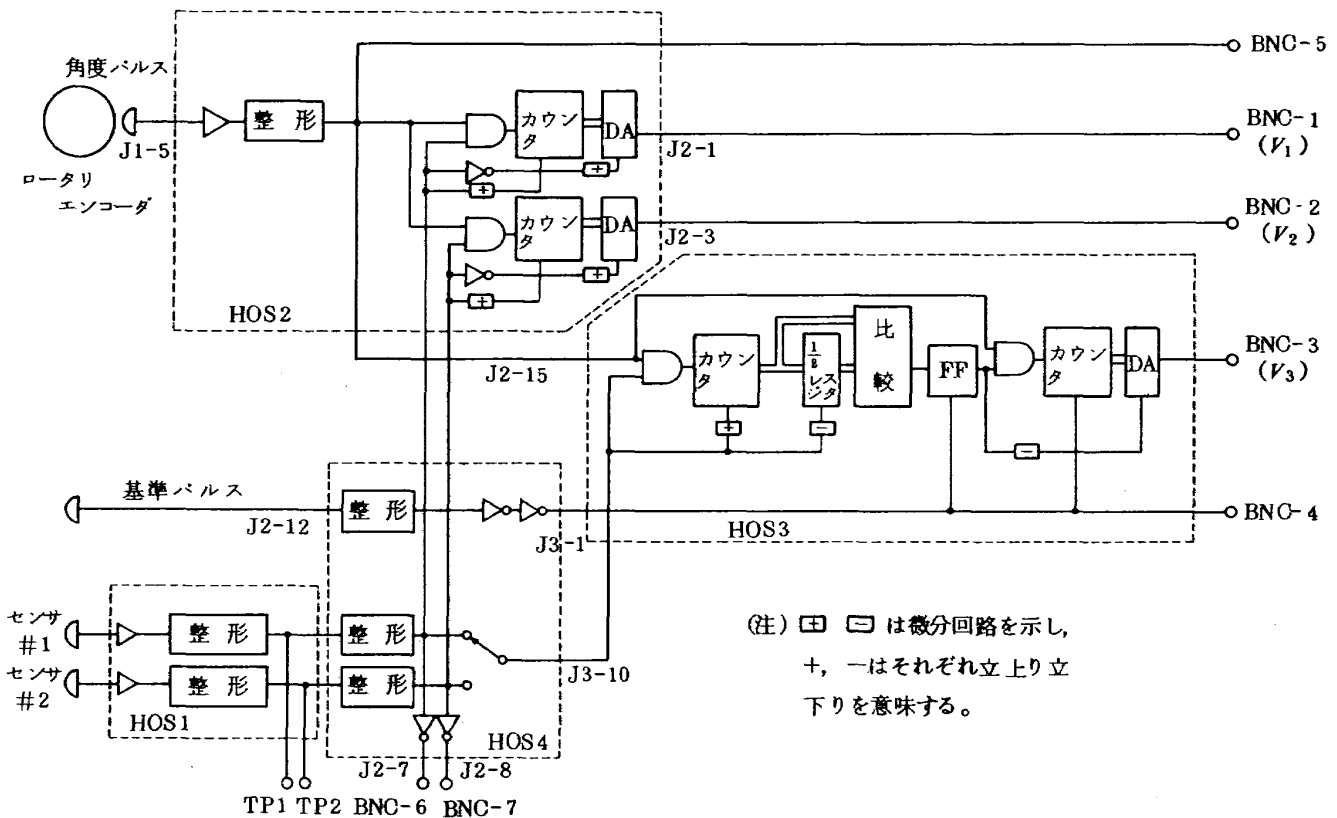 角度パルス
J1-5
ロータリ
エンコーダ
整形
カウン
タ
DA
J2-1
+
+
カウン
タ
DA
J2-3
+
+
HOS2
BNC-5
BNC-1
(V₁)
BNC-2
(V₂)
J2-15
カウン
タ
1/8
レジスタ
比
較
FF
カウン
タ
DA
BNC-3
(V₃)
+
-
-
HOS3
BNC-4
基準パルス
J2-12
整形
J3-1
センサ
#1
整形
整形
センサ
#2
整形
整形
J3-10
HOS1
HOS4
J2-7
J2-8
TP1 TP2 BNC-6 BNC-7
(注) + - は微分回路を示し,
+, -はそれぞれ立上り立
下りを意味する。